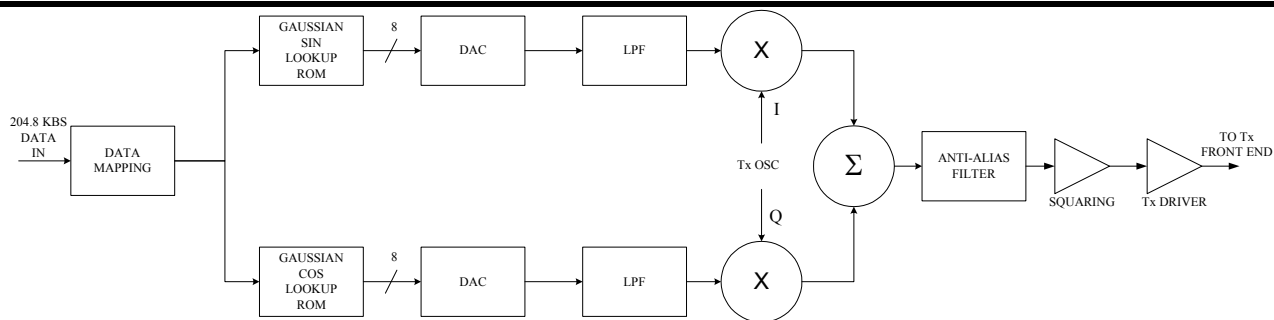 204.8 KBS
DATA
IN
DATA
MAPPING
GAUSSIAN
SIN
LOOKUP
ROM
8
DAC
LPF
X
I
Tx OSC
Q
GAUSSIAN
COS
LOOKUP
ROM
8
DAC
LPF
X
Σ
ANTI-ALIAS
FILTER
SQUARING
Tx DRIVER
TO Tx
FRONT END